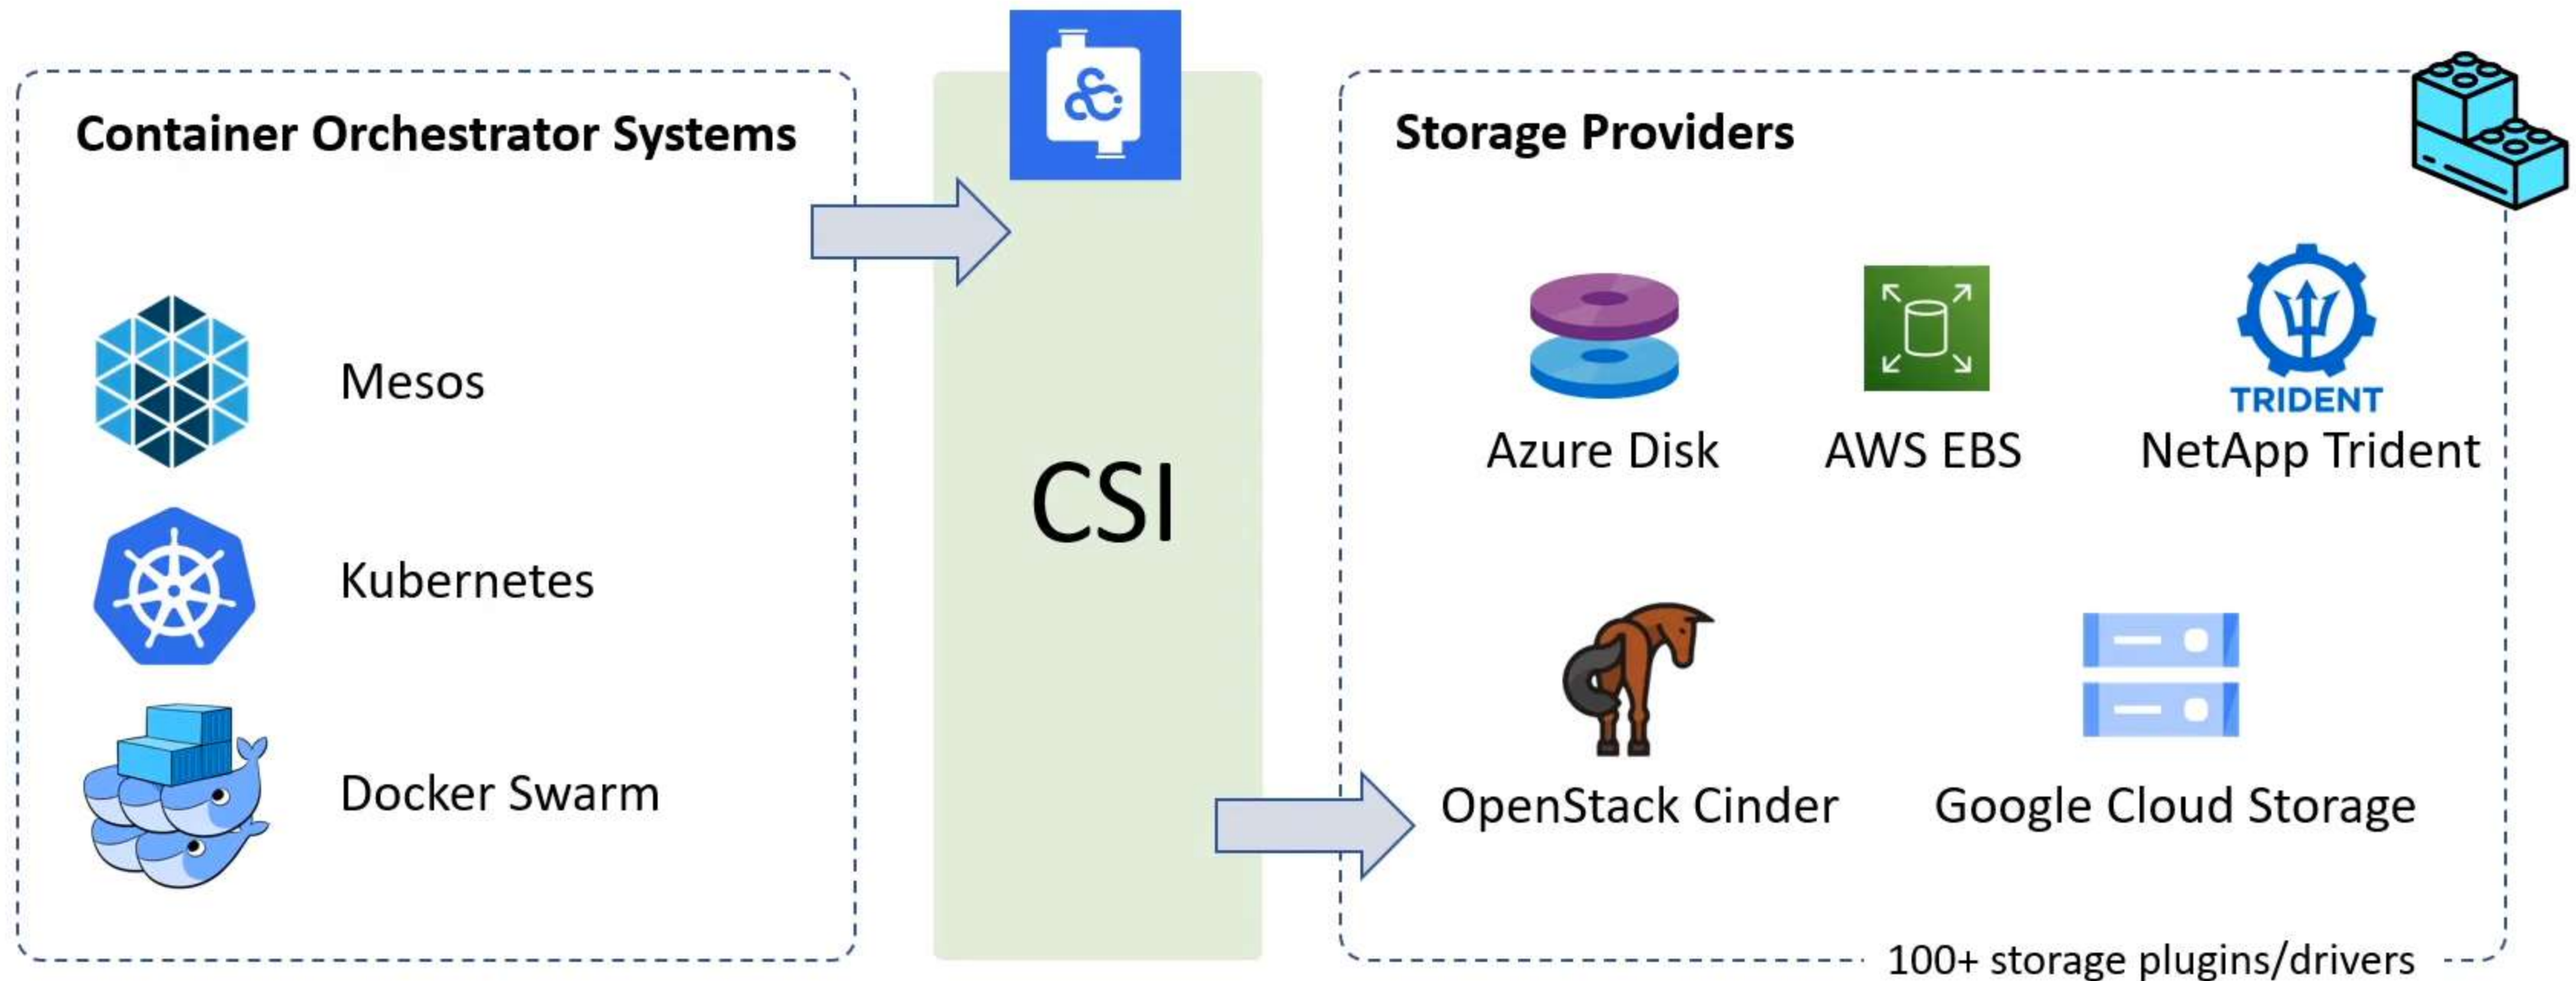 Container Orchestrator Systems
Mesos
Kubernetes
Docker Swarm
CSI
Storage Providers
TRIDENT
Azure Disk
AWS EBS
NetApp Trident
OpenStack Cinder
Google Cloud Storage
100+ storage plugins/drivers